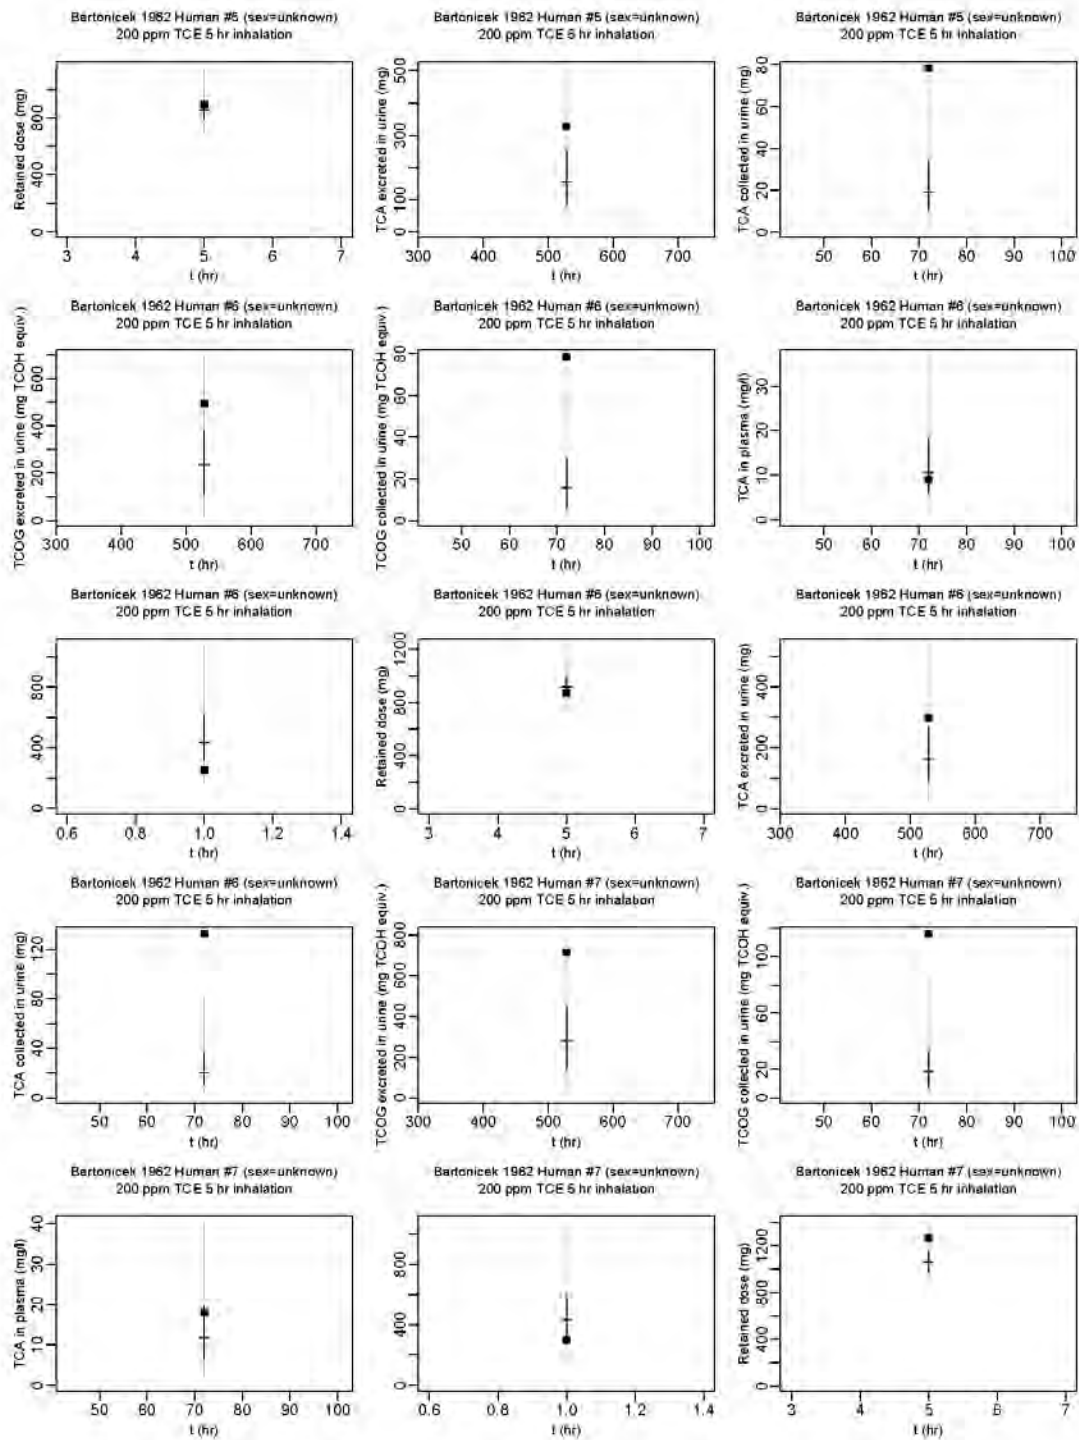 Bartonicek 1962 Human #5 (sex=unknown)
200 ppm TCE 5 hr inhalation
Retained dose (mg)
0 400 800
3 4 5 6 7
t (hr)
Bartonicek 1962 Human #5 (sex=unknown)
200 ppm TCE 5 hr inhalation
TCA excreted in urine (mg)
0 100 300 500
300 400 500 600 700
t (hr)
Bartonicek 1962 Human #5 (sex=unknown)
200 ppm TCE 5 hr inhalation
TCA collected in urine (mg)
0 20 40 60 80
50 60 70 80 90 100
t (hr)
Bartonicek 1962 Human #6 (sex=unknown)
200 ppm TCE 5 hr inhalation
TCOG excreted in urine (mg TCOH equiv.)
0 200 400 600
300 400 500 600 700
t (hr)
Bartonicek 1962 Human #6 (sex=unknown)
200 ppm TCE 5 hr inhalation
TCOG collected in urine (mg TCOH equiv.)
0 20 40 60 80
50 60 70 80 90 100
t (hr)
Bartonicek 1962 Human #6 (sex=unknown)
200 ppm TCE 5 hr inhalation
TCA in plasma (mg/l)
0 10 20 30
50 60 70 80 90 100
t (hr)
Bartonicek 1962 Human #6 (sex=unknown)
200 ppm TCE 5 hr inhalation
0 400 800
0.6 0.8 1.0 1.2 1.4
t (hr)
Bartonicek 1962 Human #6 (sex=unknown)
200 ppm TCE 5 hr inhalation
Retained dose (mg)
0 400 800 1200
3 4 5 6 7
t (hr)
Bartonicek 1962 Human #6 (sex=unknown)
200 ppm TCE 5 hr inhalation
TCA excreted in urine (mg)
0 200 400
300 400 500 600 700
t (hr)
Bartonicek 1962 Human #6 (sex=unknown)
200 ppm TCE 5 hr inhalation
TCA collected in urine (mg)
0 40 80 120
50 60 70 80 90 100
t (hr)
Bartonicek 1962 Human #7 (sex=unknown)
200 ppm TCE 5 hr inhalation
TCOG excreted in urine (mg TCOH equiv.)
0 200 400 600 800
300 400 500 600 700
t (hr)
Bartonicek 1962 Human #7 (sex=unknown)
200 ppm TCE 5 hr inhalation
TCOG collected in urine (mg TCOH equiv.)
0 20 60 100
50 60 70 80 90 100
t (hr)
Bartonicek 1962 Human #7 (sex=unknown)
200 ppm TCE 5 hr inhalation
TCA in plasma (mg/l)
0 10 20 30 40
50 60 70 80 90 100
t (hr)
Bartonicek 1962 Human #7 (sex=unknown)
200 ppm TCE 5 hr inhalation
0 400 800
0.6 0.8 1.0 1.2 1.4
t (hr)
Bartonicek 1962 Human #7 (sex=unknown)
200 ppm TCE 5 hr inhalation
Retained dose (mg)
0 400 800 1200
3 4 5 6 7
t (hr)